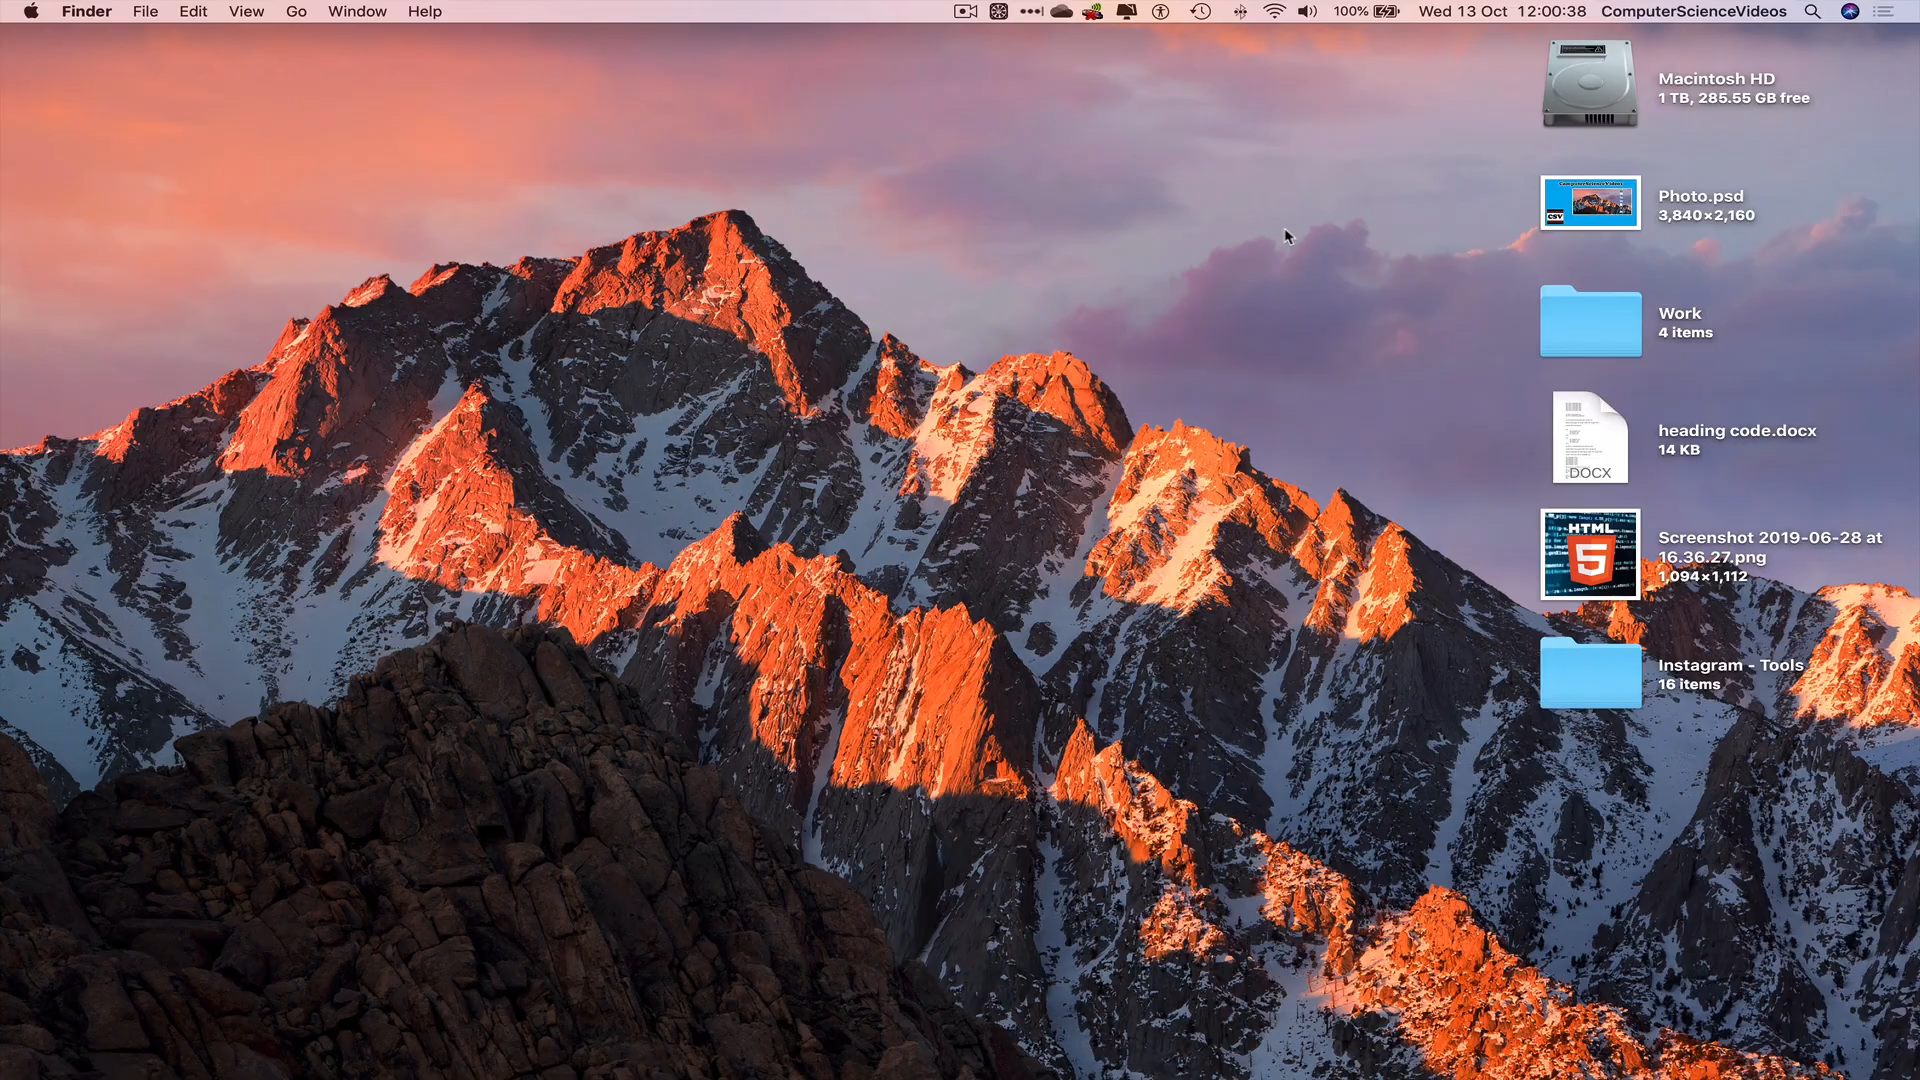 Finder File Edit View Go Window Help 100% Wed 13 Oct 12:00:38 ComputerScienceVideos
Macintosh HD
1 TB, 285.55 GB free
ComputerScienceVideos
CSV
Photo.psd
3,840×2,160
Work
4 items
DOCX
heading code.docx
14 KB
HTML
5
Screenshot 2019-06-28 at
16.36.27.png
1,094×1,112
Instagram - Tools
16 items